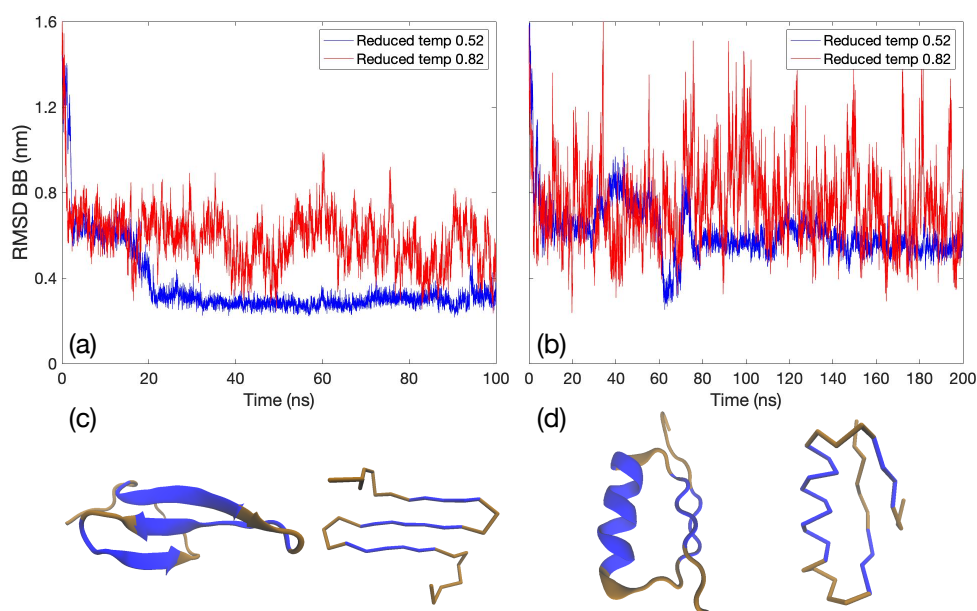 1.6
1.2
0.8
0.4
0
RMSD BB (nm)
Reduced temp 0.52
Reduced temp 0.82
(a)
0 20 40 60 80 100
Time (ns)
Reduced temp 0.52
Reduced temp 0.82
(b)
0 20 40 60 80 100 120 140 160 180 200
Time (ns)
(c)
(d)